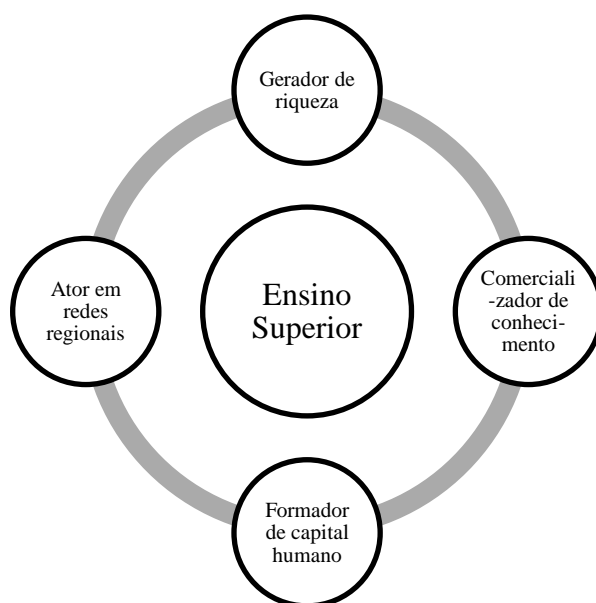 Gerador de
riqueza
Ator em
redes
regionais
Ensino
Superior
Comerciali
-zador de
conheci-
mento
Formador
de capital
humano